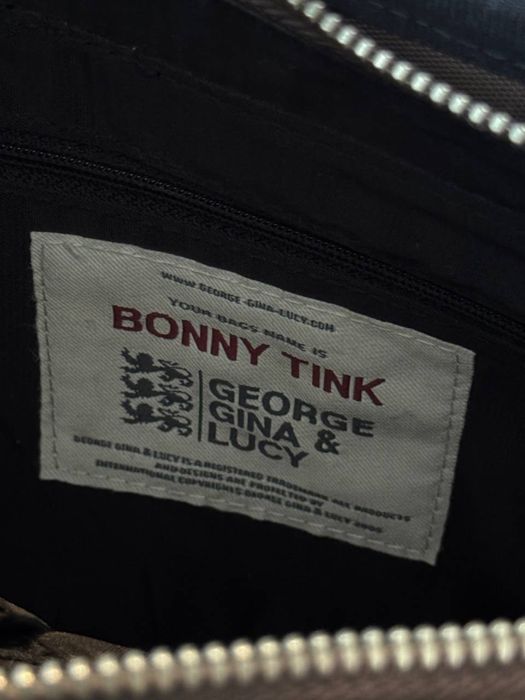 WWW.GEORGE-GINA-LUCY.COM
YOUR BAGS NAME IS
BONNY TINK
GEORGE
GINA &
LUCY
GEORGE GINA & LUCY IS A REGISTERED TRADEMARK ALL PRODUCTS
AND DESIGNS ARE PROTECTED BY
INTERNATIONAL COPYRIGHTS GEORGE GINA & LUCY 2005